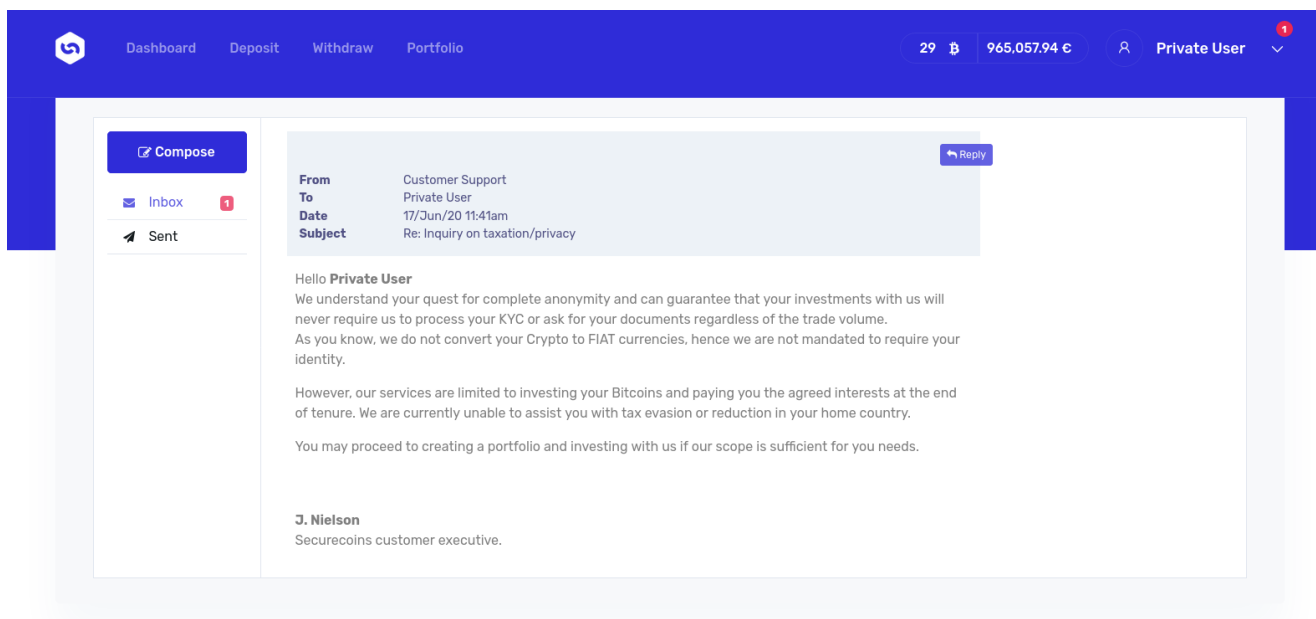 Dashboard Deposit Withdraw Portfolio 29 965,057.94 € Private User 1
Compose
Inbox 1
Sent
Reply
From Customer Support
To Private User
Date 17/Jun/20 11:41am
Subject Re: Inquiry on taxation/privacy
Hello Private User
We understand your quest for complete anonymity and can guarantee that your investments with us will
never require us to process your KYC or ask for your documents regardless of the trade volume.
As you know, we do not convert your Crypto to FIAT currencies, hence we are not mandated to require your
identity.
However, our services are limited to investing your Bitcoins and paying you the agreed interests at the end
of tenure. We are currently unable to assist you with tax evasion or reduction in your home country.
You may proceed to creating a portfolio and investing with us if our scope is sufficient for you needs.
J. Nielson
Securecoins customer executive.